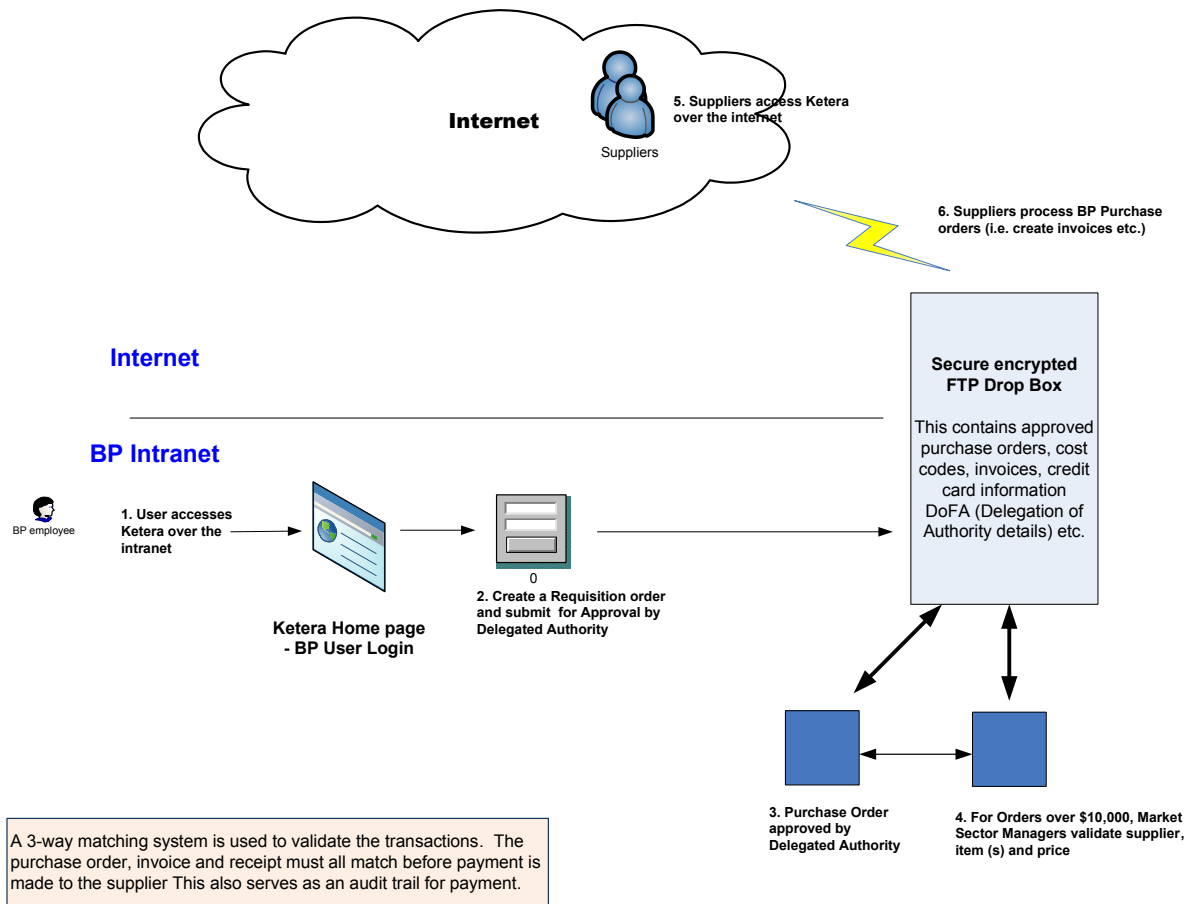 Internet
Suppliers
5. Suppliers access Ketera
over the internet
6. Suppliers process BP Purchase
orders (i.e. create invoices etc.)
Internet
BP Intranet
Secure encrypted
FTP Drop Box
This contains approved
purchase orders, cost
codes, invoices, credit
card information
DoFA (Delegation of
Authority details) etc.
BP employee
1. User accesses
Ketera over the
intranet
Ketera Home page
- BP User Login
0
2. Create a Requisition order
and submit for Approval by
Delegated Authority
3. Purchase Order
approved by
Delegated Authority
4. For Orders over $10,000, Market
Sector Managers validate supplier,
item (s) and price
A 3-way matching system is used to validate the transactions. The
purchase order, invoice and receipt must all match before payment is
made to the supplier This also serves as an audit trail for payment.